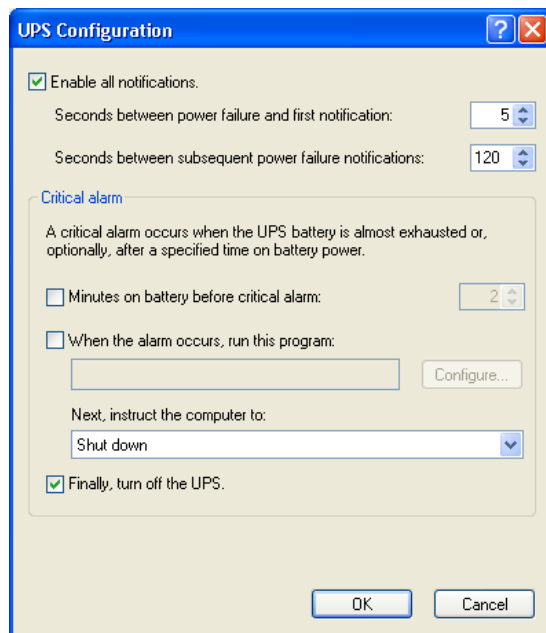 UPS Configuration
Enable all notifications.
Seconds between power failure and first notification: 5
Seconds between subsequent power failure notifications: 120
Critical alarm
A critical alarm occurs when the UPS battery is almost exhausted or,
optionally, after a specified time on battery power.
Minutes on battery before critical alarm: 2
When the alarm occurs, run this program:
Configure...
Next, instruct the computer to:
Shut down
Finally, turn off the UPS.
OK Cancel